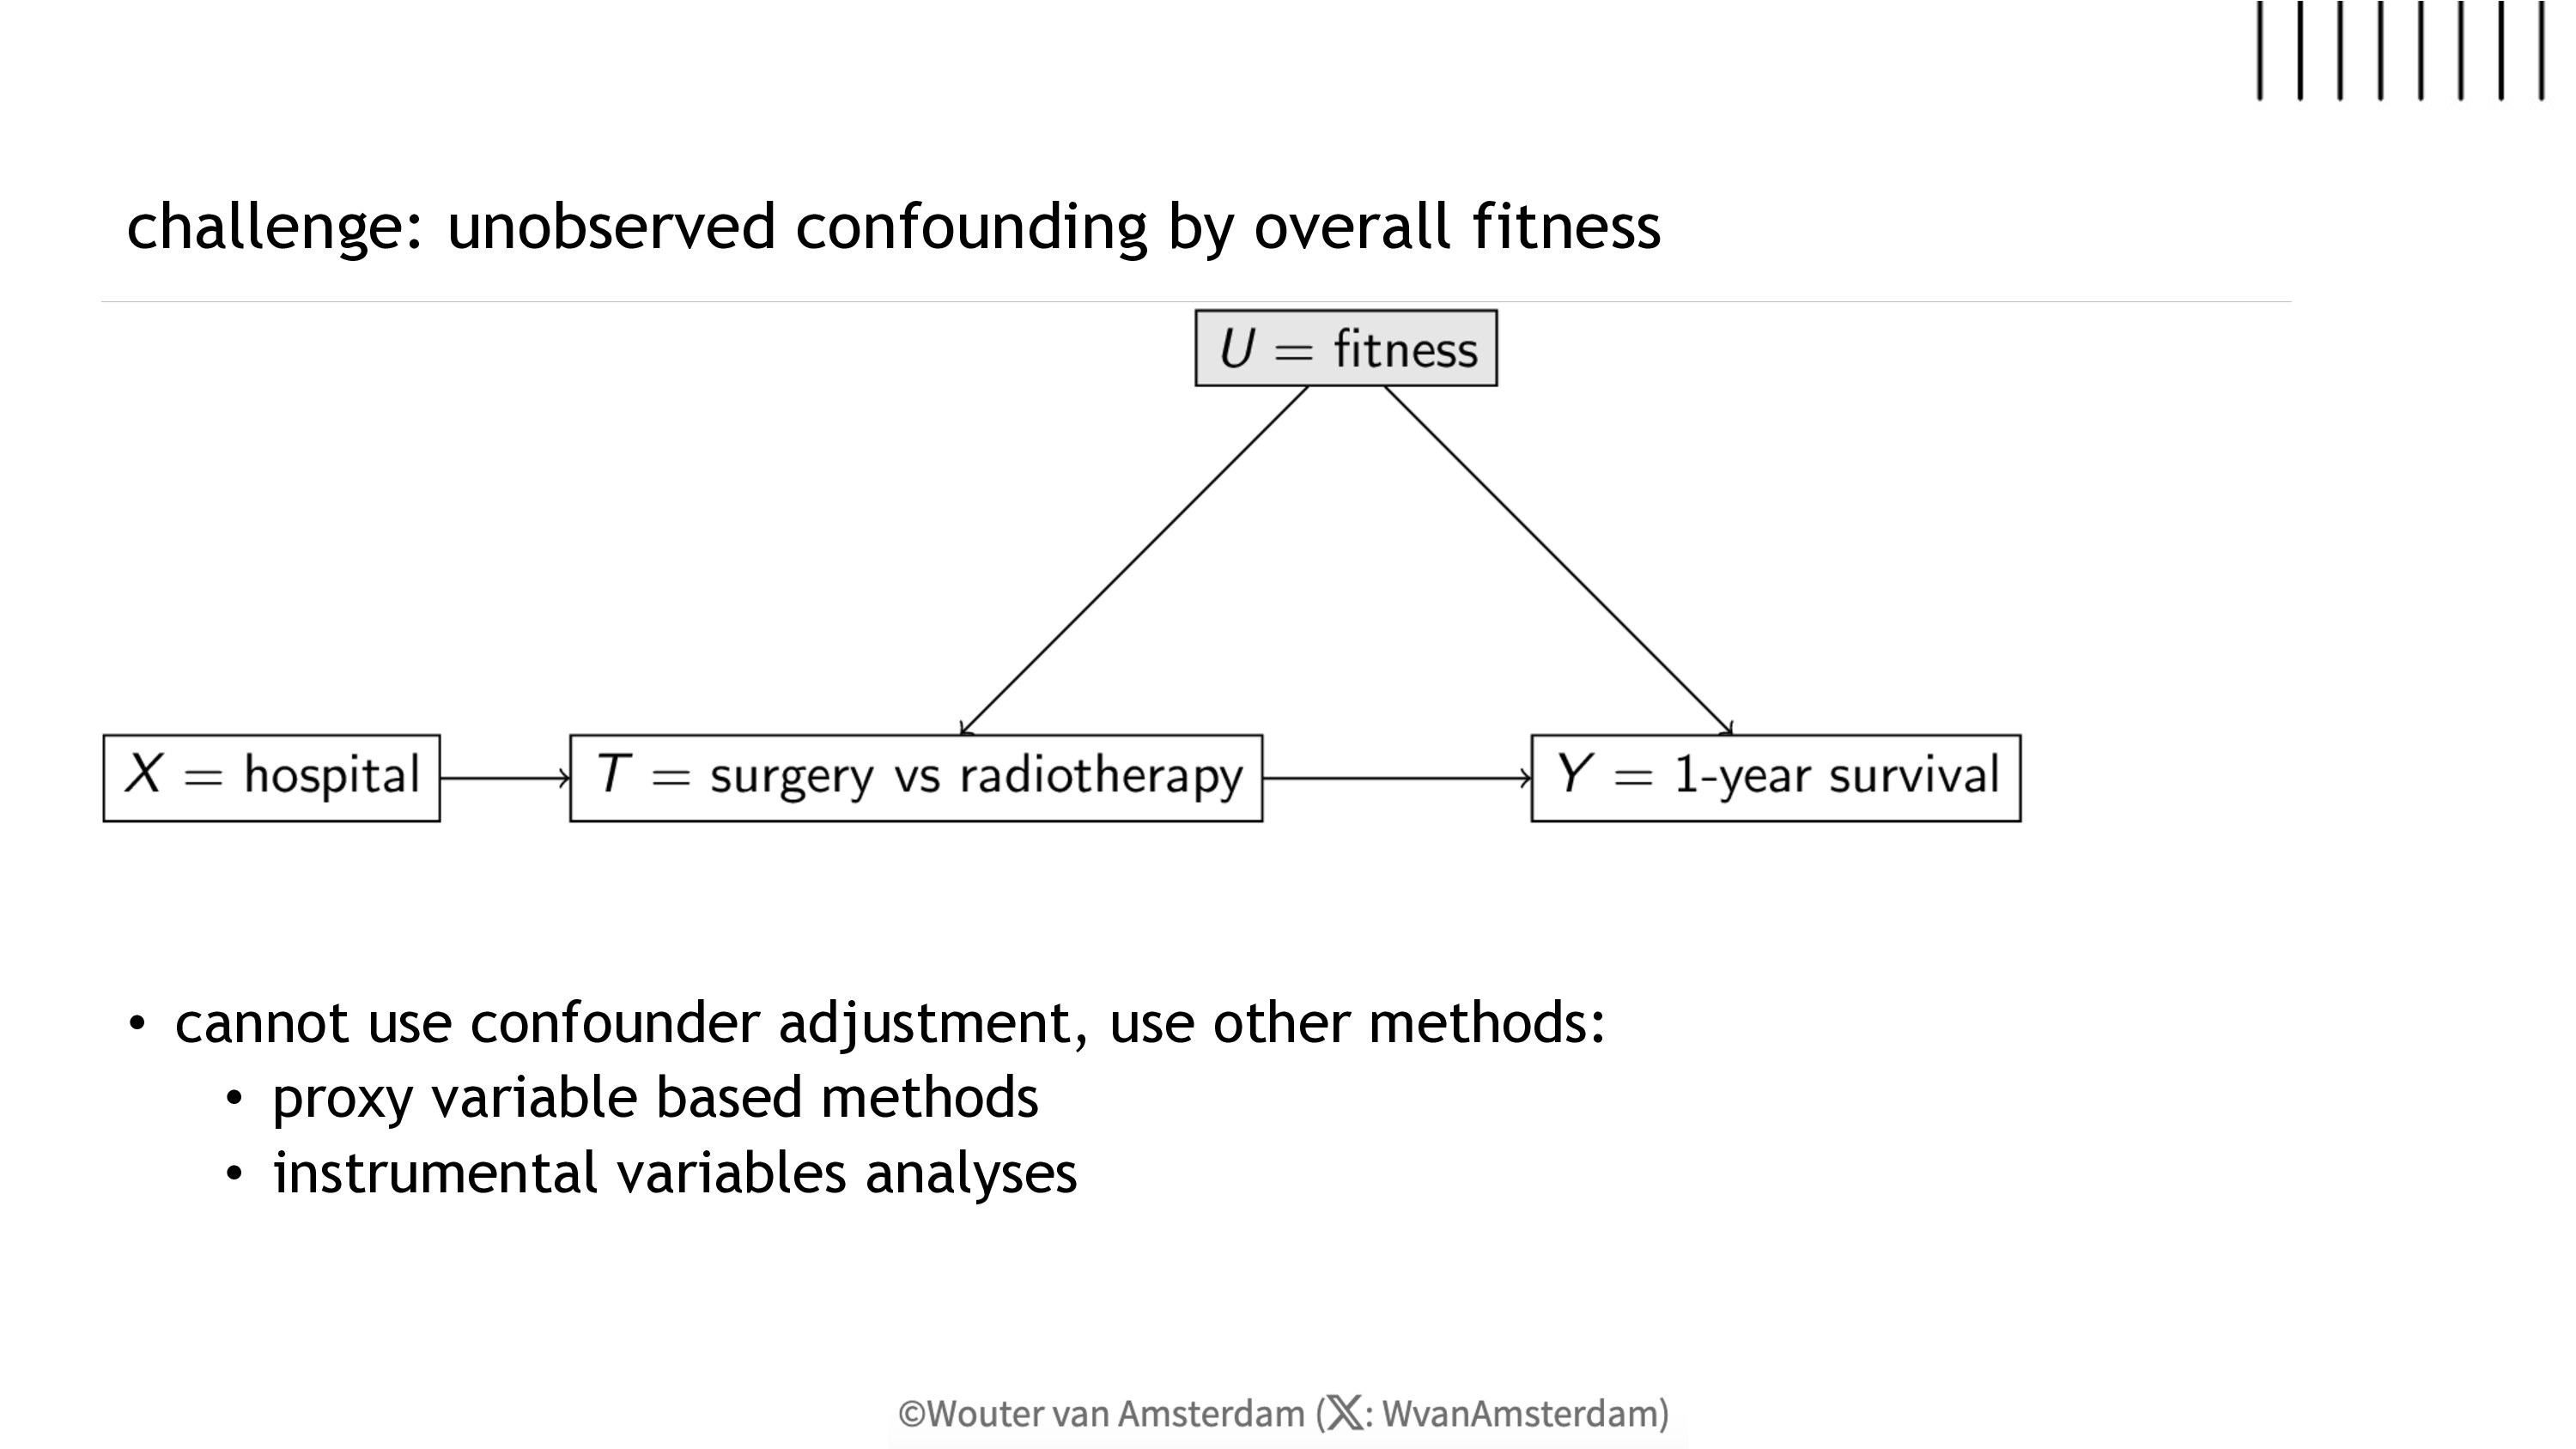 challenge: unobserved confounding by overall fitness
U = fitness
X = hospital
T = surgery vs radiotherapy
Y = 1-year survival
• cannot use confounder adjustment, use other methods:
• proxy variable based methods
• instrumental variables analyses
©Wouter van Amsterdam (𝕏: WvanAmsterdam)